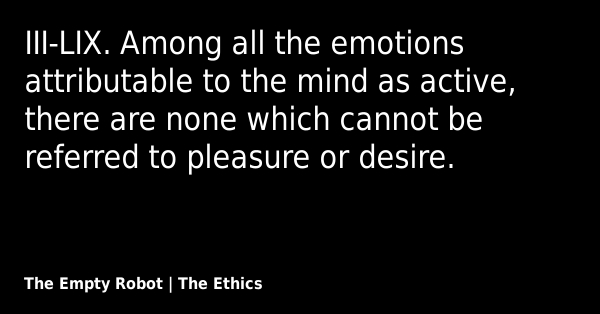 III-LIX. Among all the emotions
attributable to the mind as active,
there are none which cannot be
referred to pleasure or desire.
The Empty Robot | The Ethics